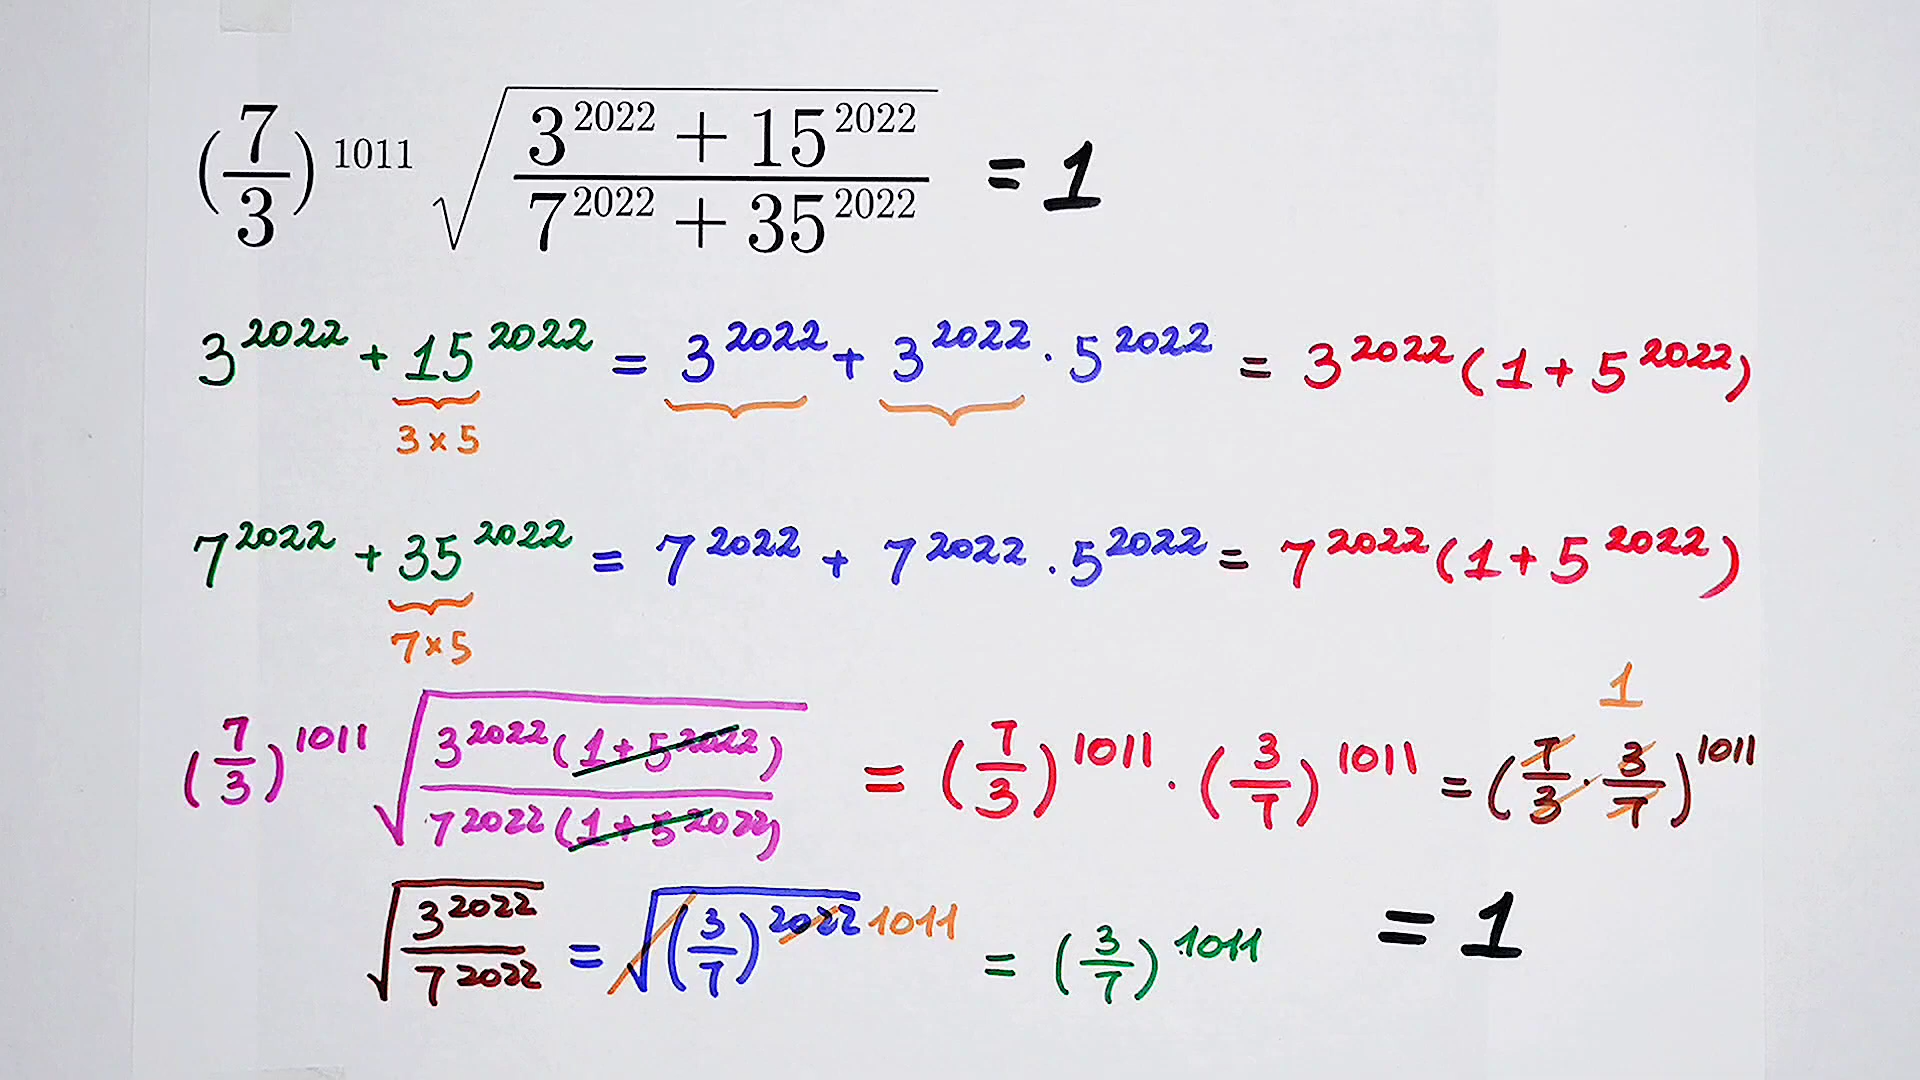 (7/3)^1011 √((3^2022 + 15^2022)/(7^2022 + 35^2022)) = 1
3^2022 + 15^2022 = 3^2022 + 3^2022 · 5^2022 = 3^2022 (1 + 5^2022)
3 × 5
7^2022 + 35^2022 = 7^2022 + 7^2022 · 5^2022 = 7^2022 (1 + 5^2022)
7 × 5
1
(7/3)^1011 √((3^2022 (1 + 5^2022))/(7^2022 (1 + 5^2022))) = (7/3)^1011 · (3/7)^1011 = (7/3 · 3/7)^1011
√(3^2022/7^2022) = √((3/7)^2022) 1011 = (3/7)^1011 = 1